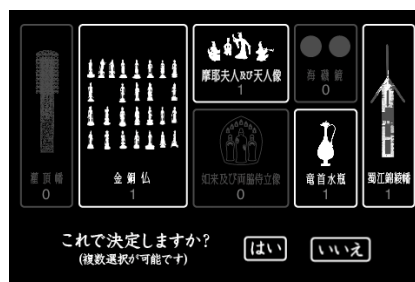 灌頂幡
0
金銅仏
1
摩耶夫人及び天人像
1
海磯鏡
0
如来及び両脇侍立像
0
竜首水瓶
1
蜀江錦綾幡
1
これで決定しますか?
(複数選択が可能です)
はい
いいえ